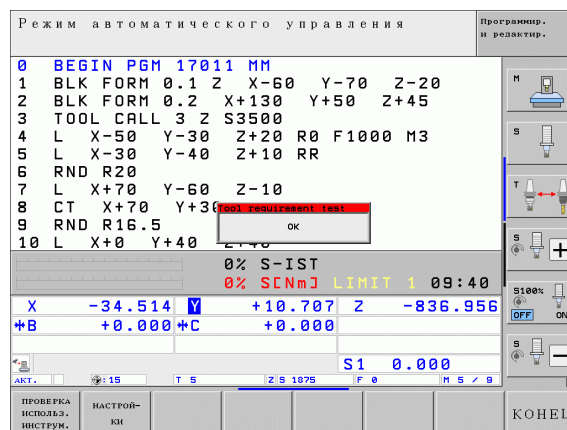 Режим автоматического управления
Программир.
и редактир.
0 BEGIN PGM 17011 MM
1 BLK FORM 0.1 Z X-60 Y-70 Z-20
2 BLK FORM 0.2 X+130 Y+50 Z+45
3 TOOL CALL 3 Z S3500
4 L X-50 Y-30 Z+20 R0 F1000 M3
5 L X-30 Y-40 Z+10 RR
6 RND R20
7 L X+70 Y-60 Z-10
8 CT X+70 Y+30
Tool requirement test
OK
9 RND R16.5
10 L X+0 Y+40 Z+40
0% S-IST
0% S[Nm] LIMIT 1 09:40
X -34.514 Y +10.707 Z -836.956
B +0.000 C +0.000
S1 0.000
АКТ. :15 T 5 Z S 1875 F 0 M 5 / 9
M
S
T
S
S100%
OFF ON
S
ПРОВЕРКА
ИСПОЛЬЗ.
ИНСТРУМ.
НАСТРОЙ-
КИ
КОНЕЦ